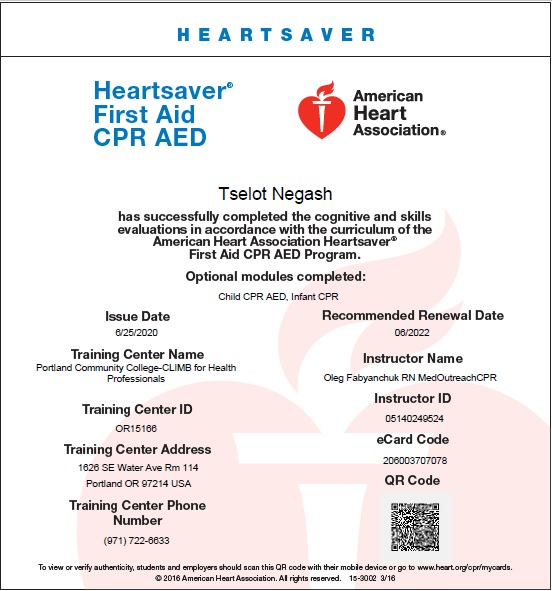 HEARTSAVER
Heartsaver®
First Aid
CPR AED
American
Heart
Association®
Tselot Negash
has successfully completed the cognitive and skills
evaluations in accordance with the curriculum of the
American Heart Association Heartsaver®
First Aid CPR AED Program.
Optional modules completed:
Child CPR AED, Infant CPR
Issue Date
6/25/2020
Training Center Name
Portland Community College-CLIMB for Health
Professionals
Training Center ID
OR15166
Training Center Address
1626 SE Water Ave Rm 114
Portland OR 97214 USA
Training Center Phone
Number
(971) 722-6633
Recommended Renewal Date
06/2022
Instructor Name
Oleg Fabyanchuk RN MedOutreachCPR
Instructor ID
05140249524
eCard Code
206003707078
QR Code
To view or verify authenticity, students and employers should scan this QR code with their mobile device or go to www.heart.org/cpr/mycards.
© 2016 American Heart Association. All rights reserved. 15-3002 3/16